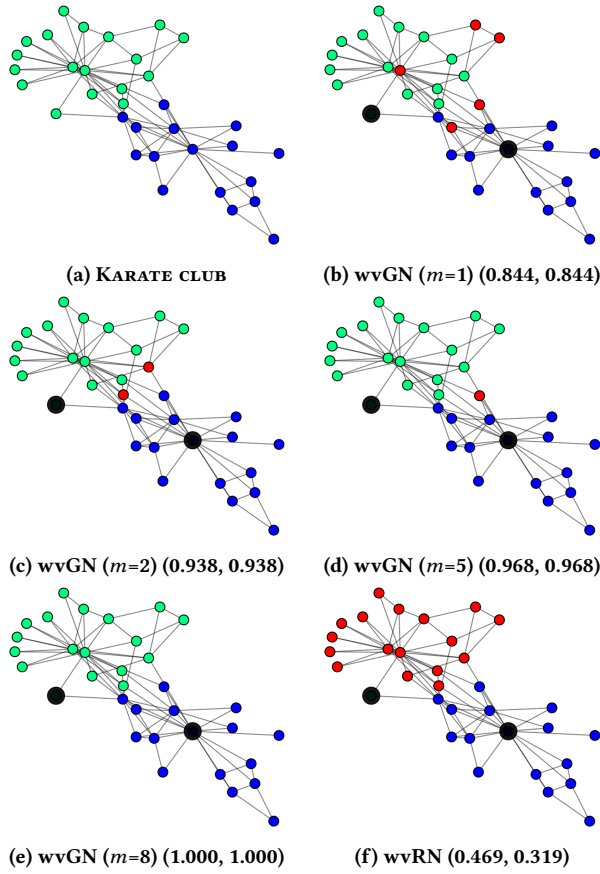 (a) KARATE CLUB
(b) wvGN (m=1) (0.844, 0.844)
(c) wvGN (m=2) (0.938, 0.938)
(d) wvGN (m=5) (0.968, 0.968)
(e) wvGN (m=8) (1.000, 1.000)
(f) wvRN (0.469, 0.319)